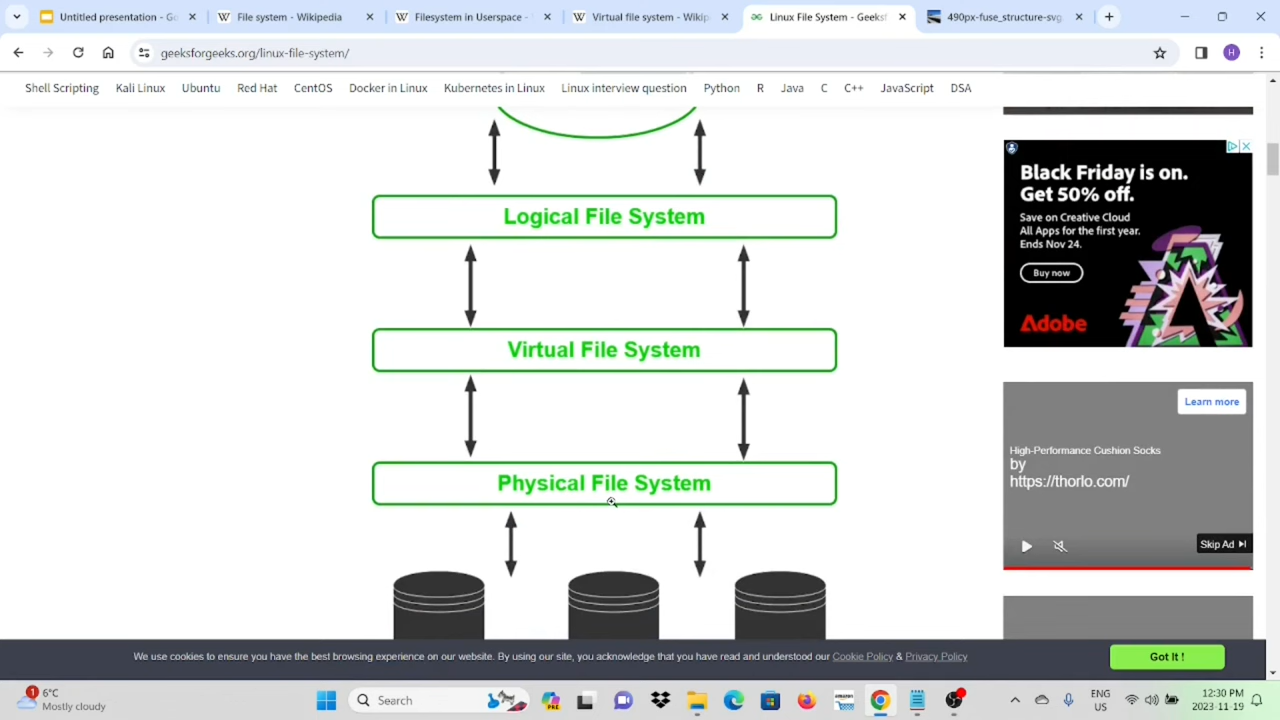 Untitled presentation - Go
File system - Wikipedia
Filesystem in Userspace -
Virtual file system - Wikip
Linux File System - Geeksf
490px-fuse_structure-svg.
geeksforgeeks.org/linux-file-system/
H
Shell Scripting Kali Linux Ubuntu Red Hat CentOS Docker in Linux Kubernetes in Linux Linux interview question Python R Java C C++ JavaScript DSA
Logical File System
Virtual File System
Physical File System
Black Friday is on.
Get 50% off.
Save on Creative Cloud
All Apps for the first year.
Ends Nov 24.
Buy now
Adobe
Learn more
High-Performance Cushion Socks
by
https://thorlo.com/
Skip Ad
We use cookies to ensure you have the best browsing experience on our website. By using our site, you acknowledge that you have read and understood our Cookie Policy & Privacy Policy
Got It !
1
6°C
Mostly cloudy
Search
ENG
US
12:30 PM
2023-11-19